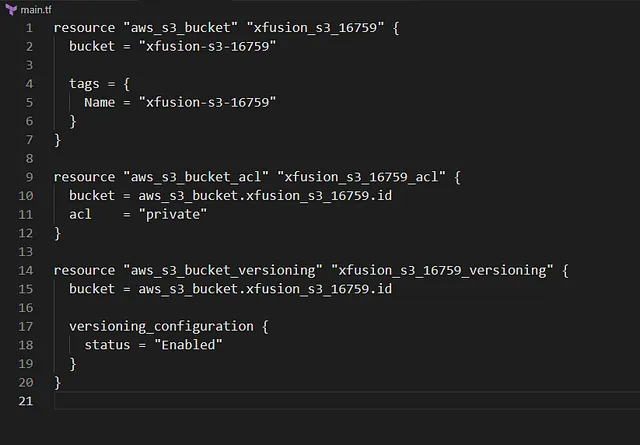 main.tf
1 resource "aws_s3_bucket" "xfusion_s3_16759" {
2   bucket = "xfusion-s3-16759"
3
4   tags = {
5     Name = "xfusion-s3-16759"
6   }
7 }
8
9 resource "aws_s3_bucket_acl" "xfusion_s3_16759_acl" {
10   bucket = aws_s3_bucket.xfusion_s3_16759.id
11   acl    = "private"
12 }
13
14 resource "aws_s3_bucket_versioning" "xfusion_s3_16759_versioning" {
15   bucket = aws_s3_bucket.xfusion_s3_16759.id
16
17   versioning_configuration {
18     status = "Enabled"
19   }
20 }
21